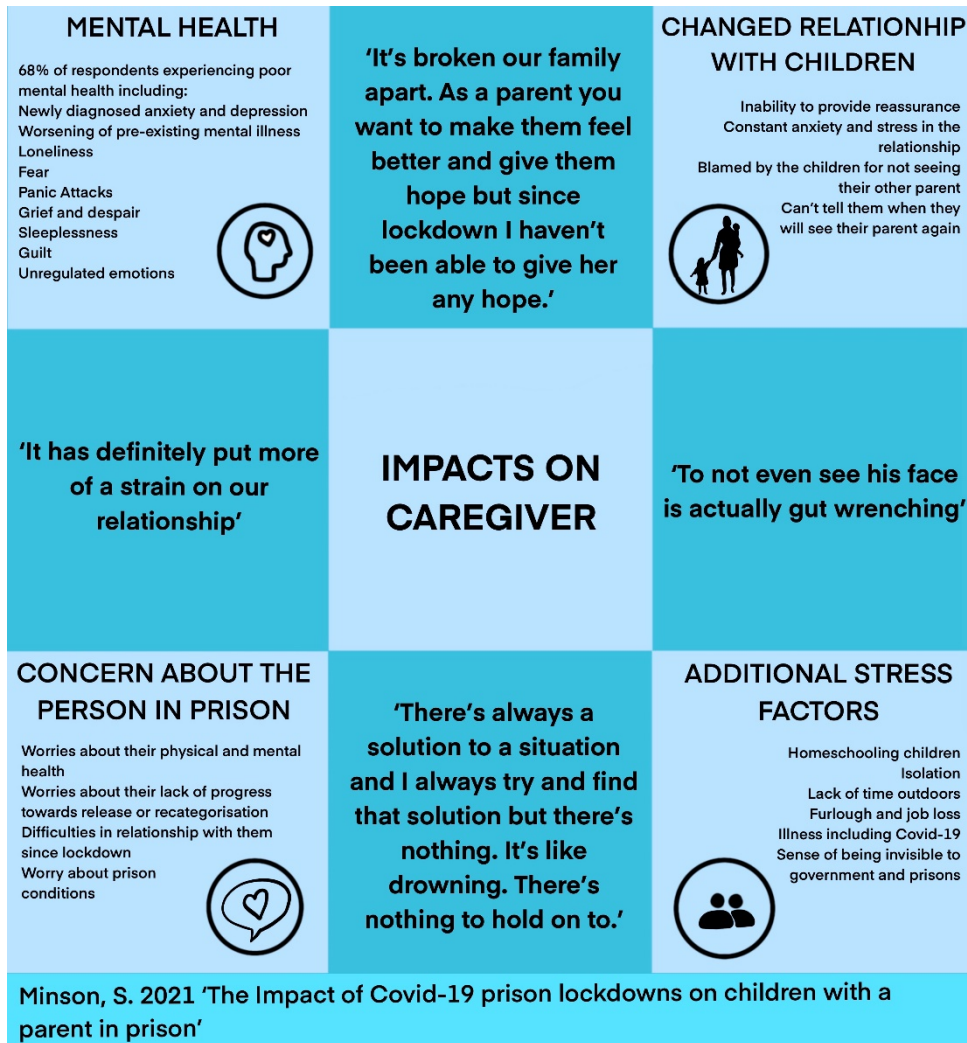 MENTAL HEALTH
68% of respondents experiencing poor
mental health including:
Newly diagnosed anxiety and depression
Worsening of pre-existing mental illness
Loneliness
Fear
Panic Attacks
Grief and despair
Sleeplessness
Guilt
Unregulated emotions
‘It’s broken our family
apart. As a parent you
want to make them feel
better and give them
hope but since
lockdown I haven’t
been able to give her
any hope.’
CHANGED RELATIONSHIP
WITH CHILDREN
Inability to provide reassurance
Constant anxiety and stress in the
relationship
Blamed by the children for not seeing
their other parent
Can’t tell them when they
will see their parent again
‘It has definitely put more
of a strain on our
relationship’
IMPACTS ON
CAREGIVER
‘To not even see his face
is actually gut wrenching’
CONCERN ABOUT THE
PERSON IN PRISON
Worries about their physical and mental
health
Worries about their lack of progress
towards release or recategorisation
Difficulties in relationship with them
since lockdown
Worry about prison
conditions
‘There’s always a
solution to a situation
and I always try and find
that solution but there’s
nothing. It’s like
drowning. There’s
nothing to hold on to.’
ADDITIONAL STRESS
FACTORS
Homeschooling children
Isolation
Lack of time outdoors
Furlough and job loss
Illness including Covid-19
Sense of being invisible to
government and prisons
Minson, S. 2021 ‘The Impact of Covid-19 prison lockdowns on children with a
parent in prison’